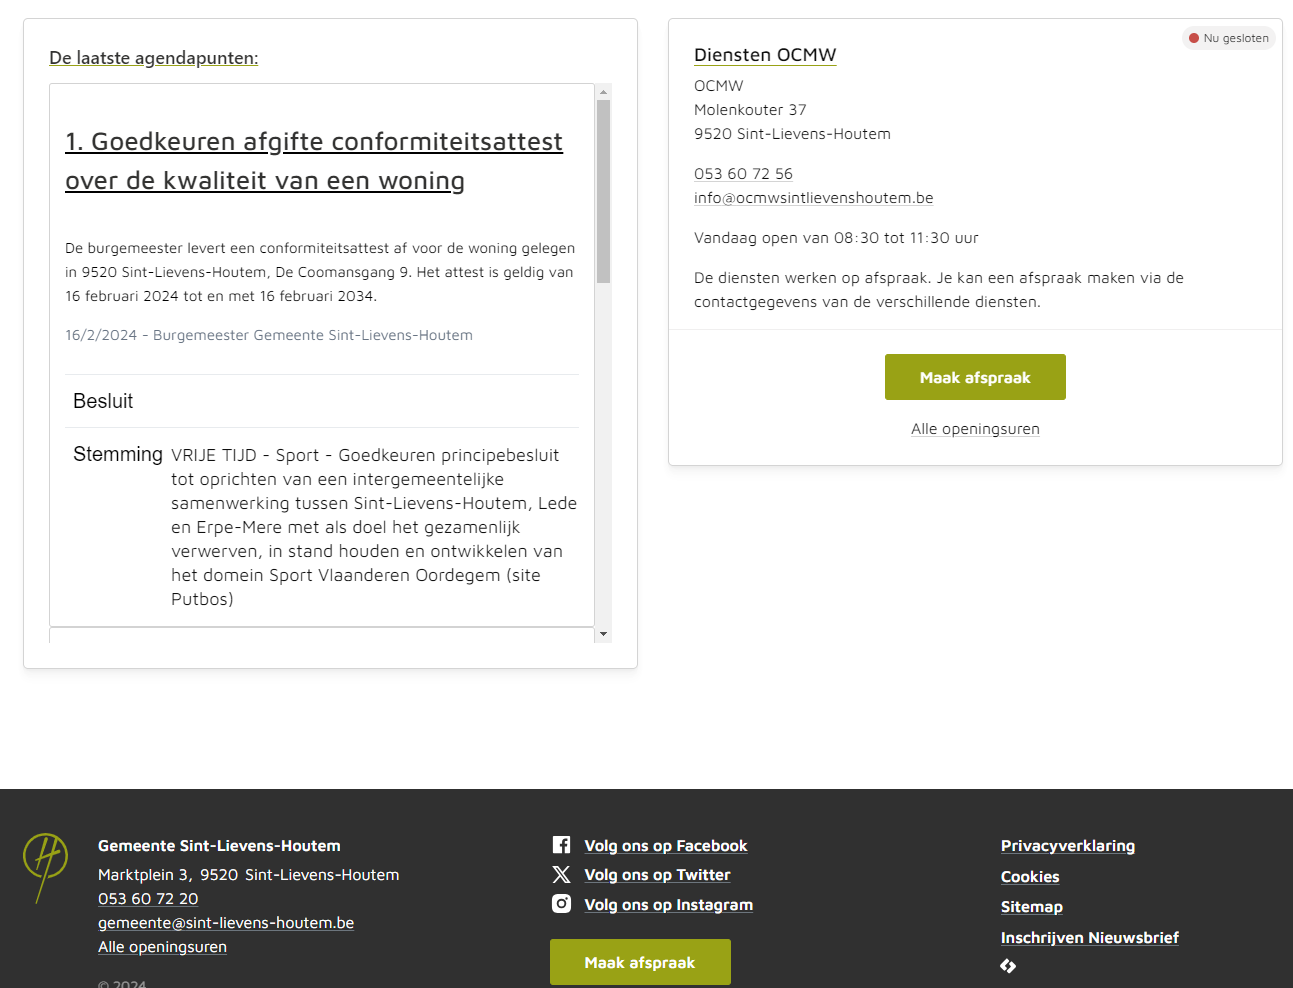 De laatste agendapunten:
1. Goedkeuren afgifte conformiteitsattest
over de kwaliteit van een woning
De burgemeester levert een conformiteitsattest af voor de woning gelegen
in 9520 Sint-Lievens-Houtem, De Coomansgang 9. Het attest is geldig van
16 februari 2024 tot en met 16 februari 2034.
16/2/2024 - Burgemeester Gemeente Sint-Lievens-Houtem
Besluit
Stemming VRIJE TIJD - Sport - Goedkeuren principebesluit
tot oprichten van een intergemeentelijke
samenwerking tussen Sint-Lievens-Houtem, Lede
en Erpe-Mere met als doel het gezamenlijk
verwerven, in stand houden en ontwikkelen van
het domein Sport Vlaanderen Oordegem (site
Putbos)
Nu gesloten
Diensten OCMW
OCMW
Molenkouter 37
9520 Sint-Lievens-Houtem
053 60 72 56
info@ocmwsintlievenshoutem.be
Vandaag open van 08:30 tot 11:30 uur
De diensten werken op afspraak. Je kan een afspraak maken via de
contactgegevens van de verschillende diensten.
Maak afspraak
Alle openingsuren
Gemeente Sint-Lievens-Houtem
Marktplein 3, 9520 Sint-Lievens-Houtem
053 60 72 20
gemeente@sint-lievens-houtem.be
Alle openingsuren
© 2024
Volg ons op Facebook
Volg ons op Twitter
Volg ons op Instagram
Maak afspraak
Privacyverklaring
Cookies
Sitemap
Inschrijven Nieuwsbrief